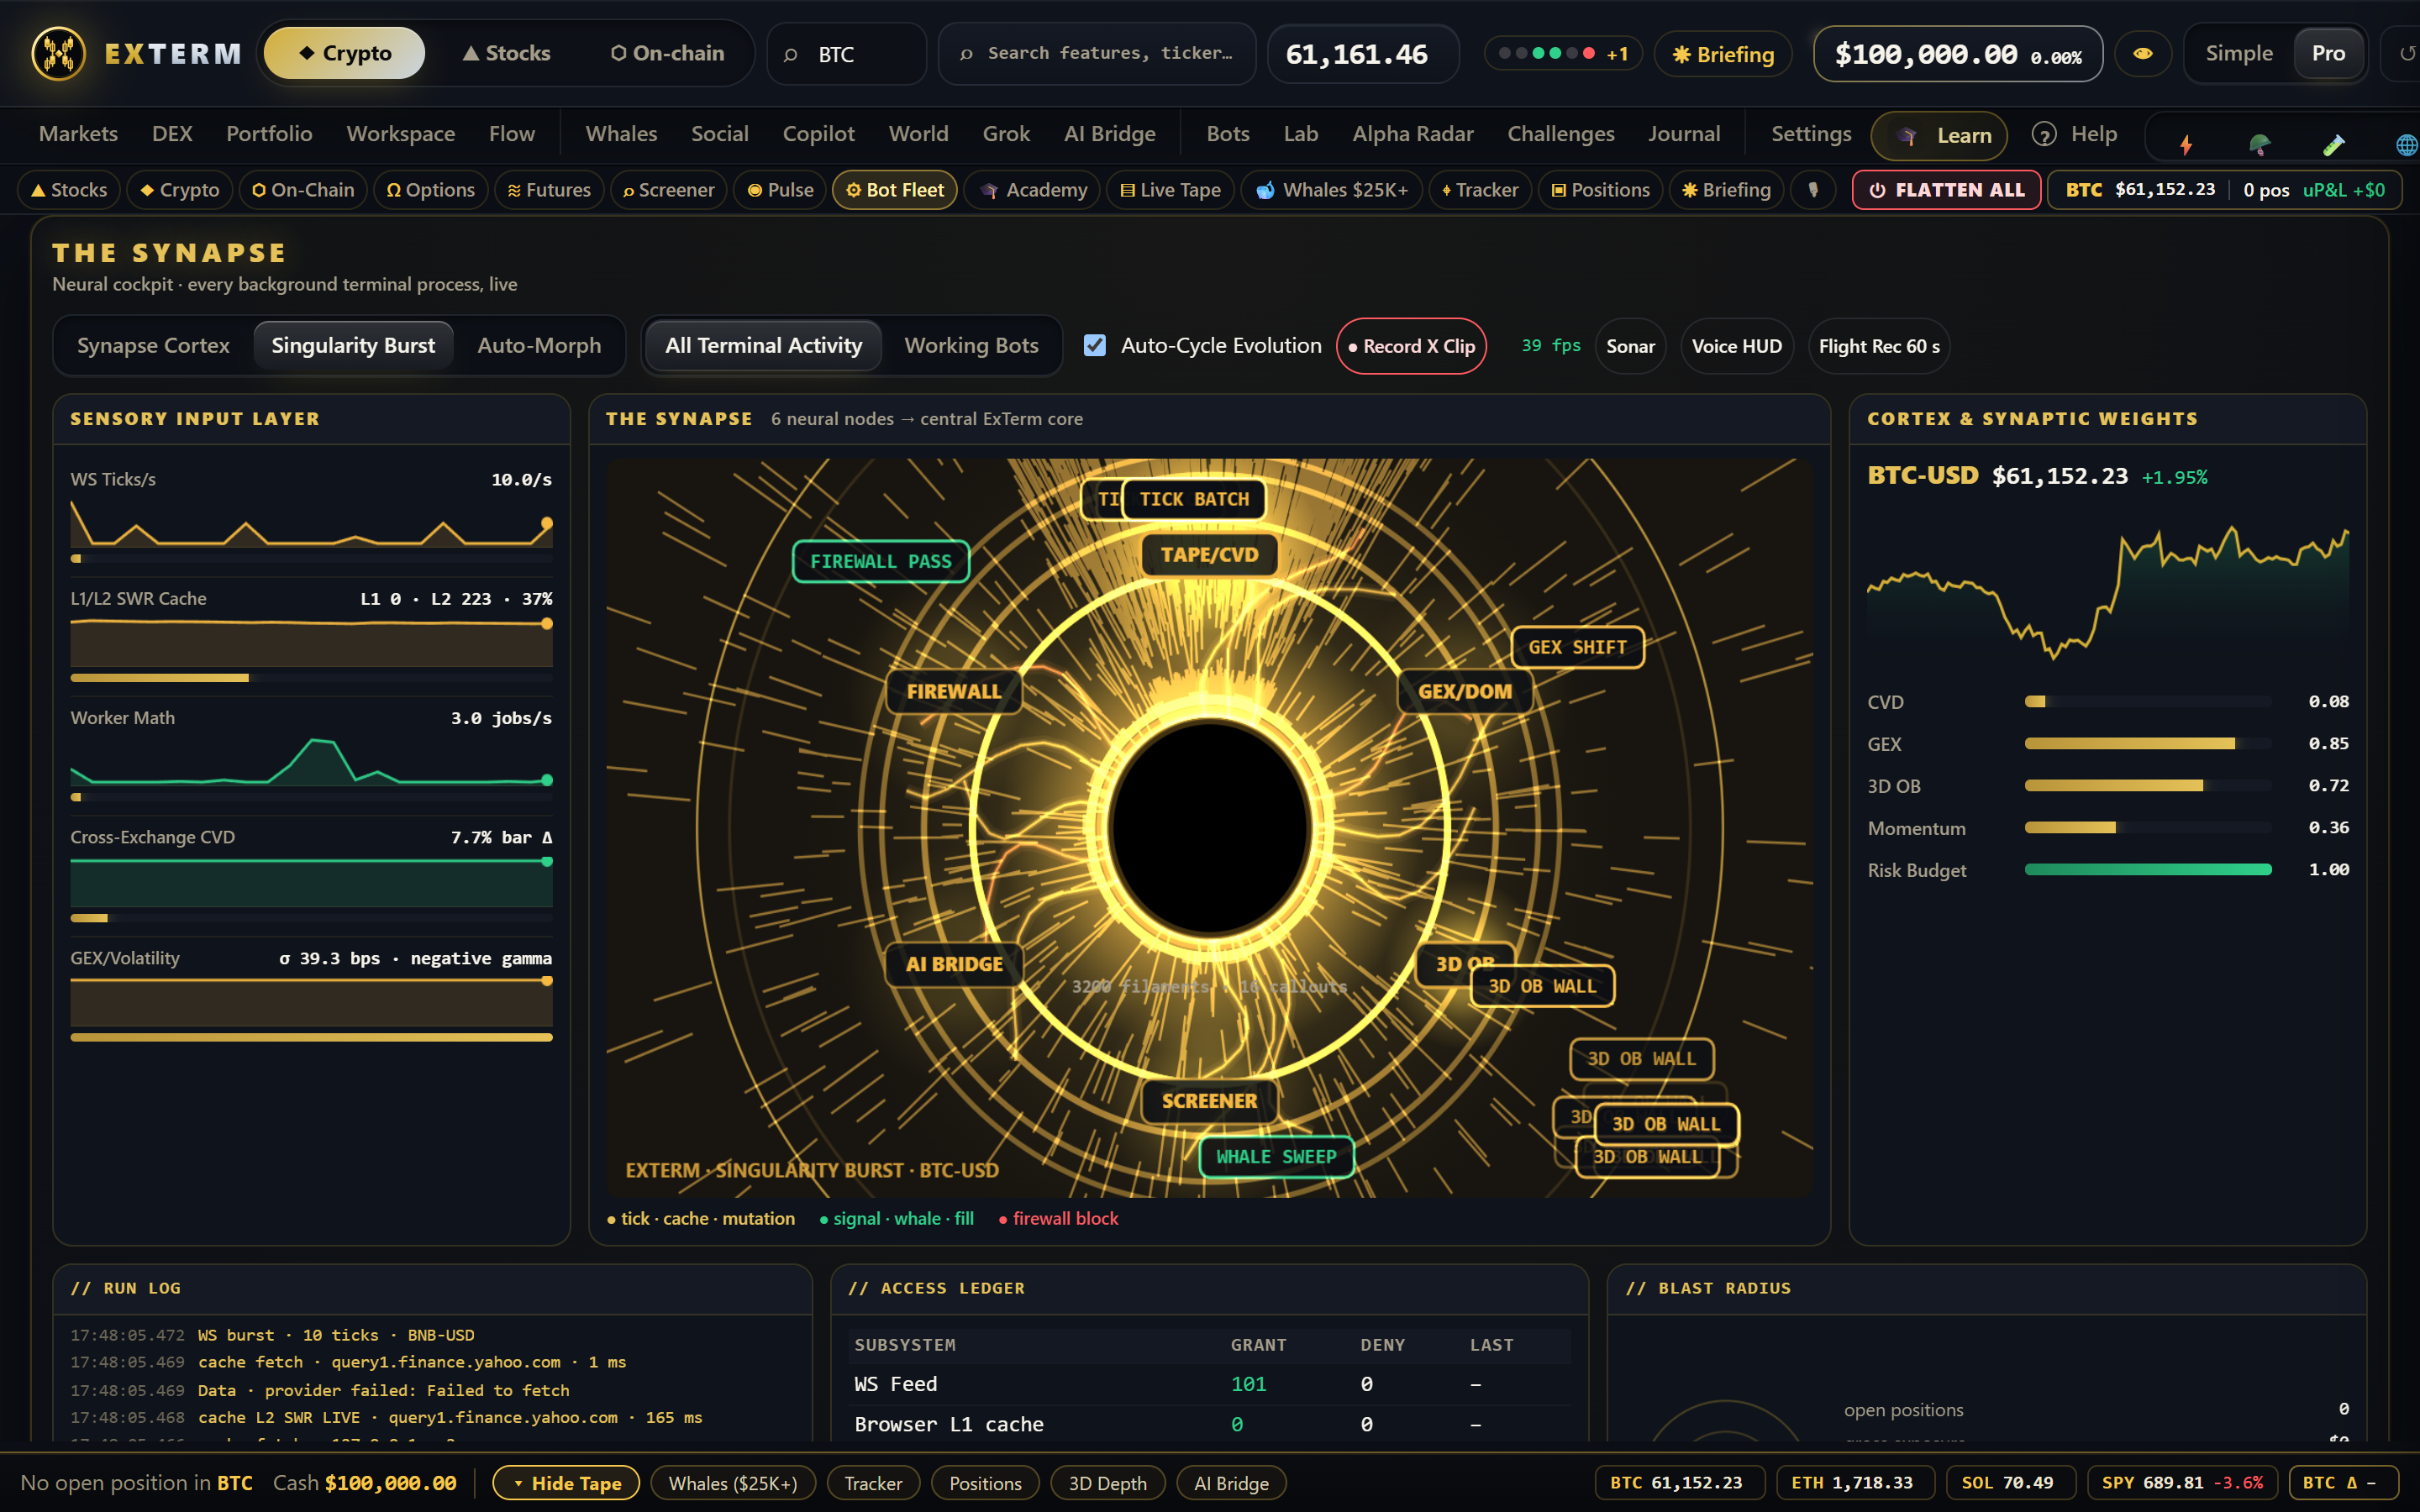 EXTERM
Crypto
Stocks
On-chain
BTC
Search features, ticker...
61,161.46
+1
Briefing
$100,000.00 0.00%
Simple
Pro
Markets
DEX
Portfolio
Workspace
Flow
Whales
Social
Copilot
World
Grok
AI Bridge
Bots
Lab
Alpha Radar
Challenges
Journal
Settings
Learn
? Help
Stocks
Crypto
On-Chain
Ω Options
Futures
Screener
Pulse
Bot Fleet
Academy
Live Tape
Whales $25K+
Tracker
Positions
Briefing
FLATTEN ALL
BTC $61,152.23 0 pos uP&L +$0
THE SYNAPSE
Neural cockpit · every background terminal process, live
Synapse Cortex
Singularity Burst
Auto-Morph
All Terminal Activity
Working Bots
Auto-Cycle Evolution
● Record X Clip
39 fps
Sonar
Voice HUD
Flight Rec 60 s
SENSORY INPUT LAYER
WS Ticks/s 10.0/s
L1/L2 SWR Cache L1 0 · L2 223 · 37%
Worker Math 3.0 jobs/s
Cross-Exchange CVD 7.7% bar Δ
GEX/Volatility σ 39.3 bps · negative gamma
THE SYNAPSE 6 neural nodes → central ExTerm core
TI
TICK BATCH
TAPE/CVD
FIREWALL PASS
GEX SHIFT
FIREWALL
GEX/DOM
AI BRIDGE
3D OB
3D OB WALL
3200 filaments · 16 callouts
3D OB WALL
SCREENER
3D
3D OB WALL
WHALE SWEEP
3D OB WALL
EXTERM · SINGULARITY BURST · BTC-USD
● tick · cache · mutation ● signal · whale · fill ● firewall block
CORTEX & SYNAPTIC WEIGHTS
BTC-USD $61,152.23 +1.95%
CVD 0.08
GEX 0.85
3D OB 0.72
Momentum 0.36
Risk Budget 1.00
// RUN LOG
17:48:05.472 WS burst · 10 ticks · BNB-USD
17:48:05.469 cache fetch · query1.finance.yahoo.com · 1 ms
17:48:05.469 Data · provider failed: Failed to fetch
17:48:05.468 cache L2 SWR LIVE · query1.finance.yahoo.com · 165 ms
// ACCESS LEDGER
SUBSYSTEM GRANT DENY LAST
WS Feed 101 0 –
Browser L1 cache 0 0 –
// BLAST RADIUS
open positions 0
No open position in BTC Cash $100,000.00
Hide Tape
Whales ($25K+)
Tracker
Positions
3D Depth
AI Bridge
BTC 61,152.23
ETH 1,718.33
SOL 70.49
SPY 689.81 -3.6%
BTC Δ –